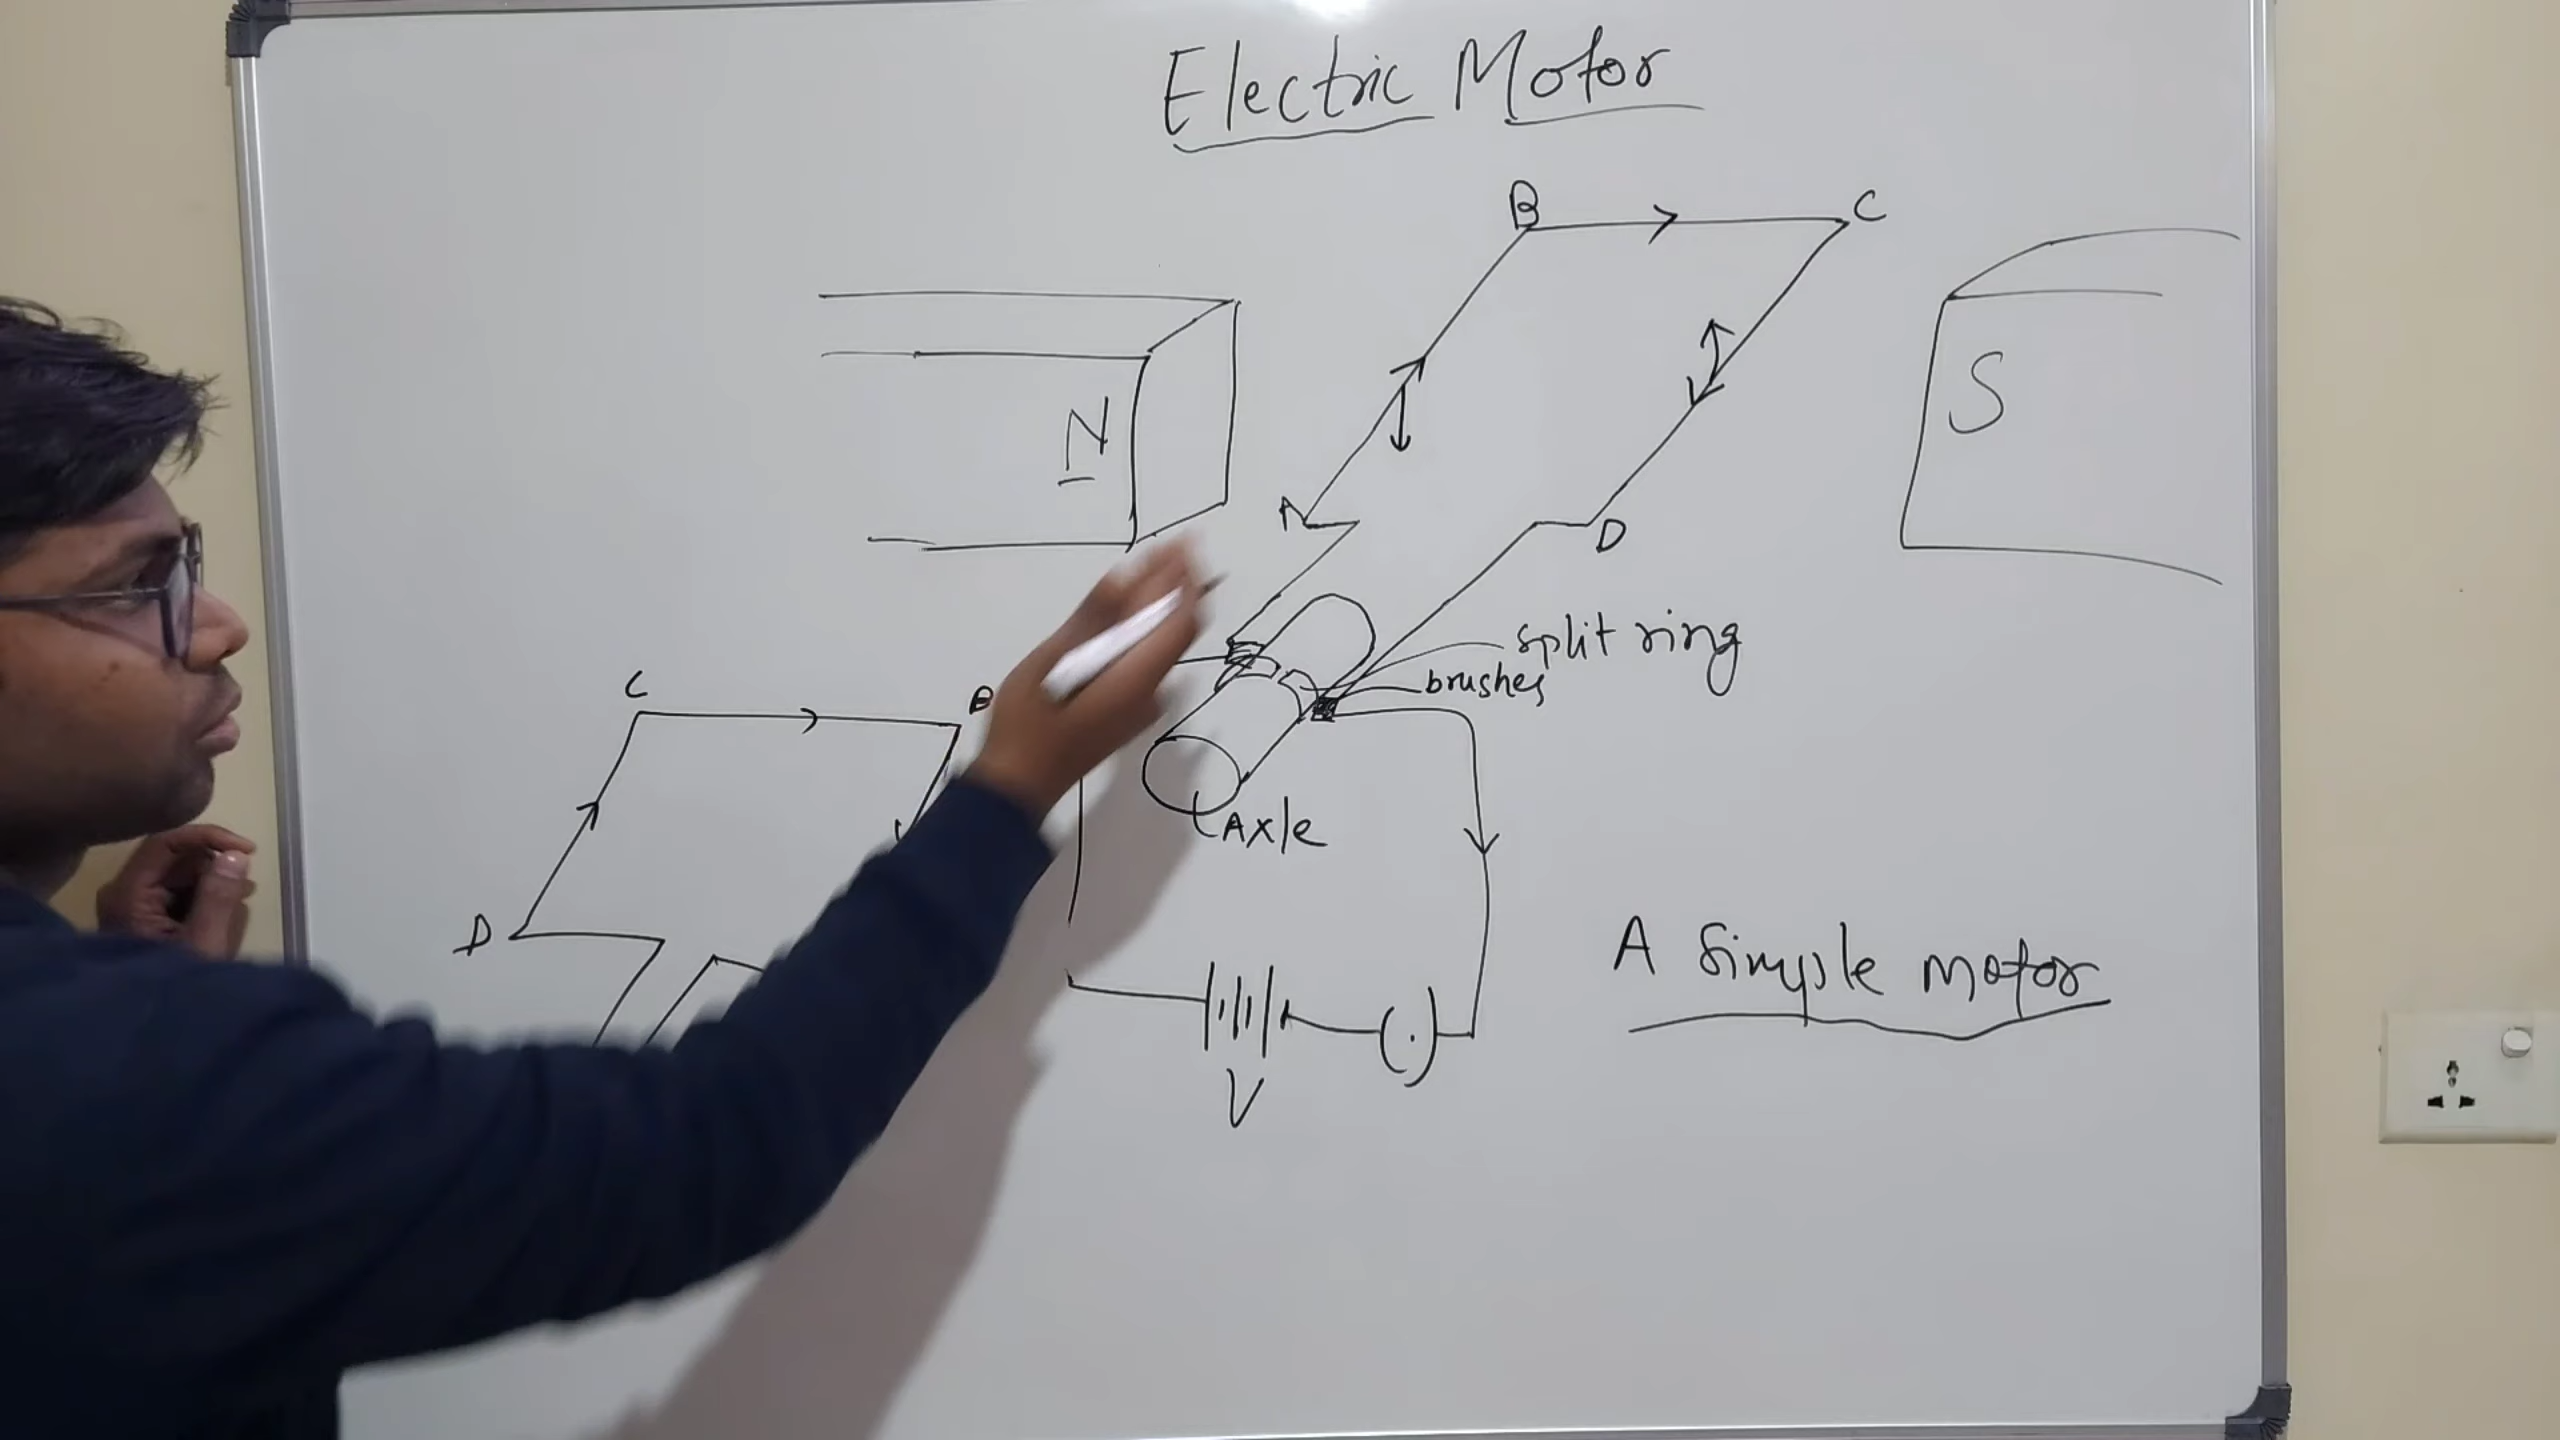 Electric Motor
B
C
N
S
A
D
split ring
brushes
C
B
Axle
D
A Simple motor
V